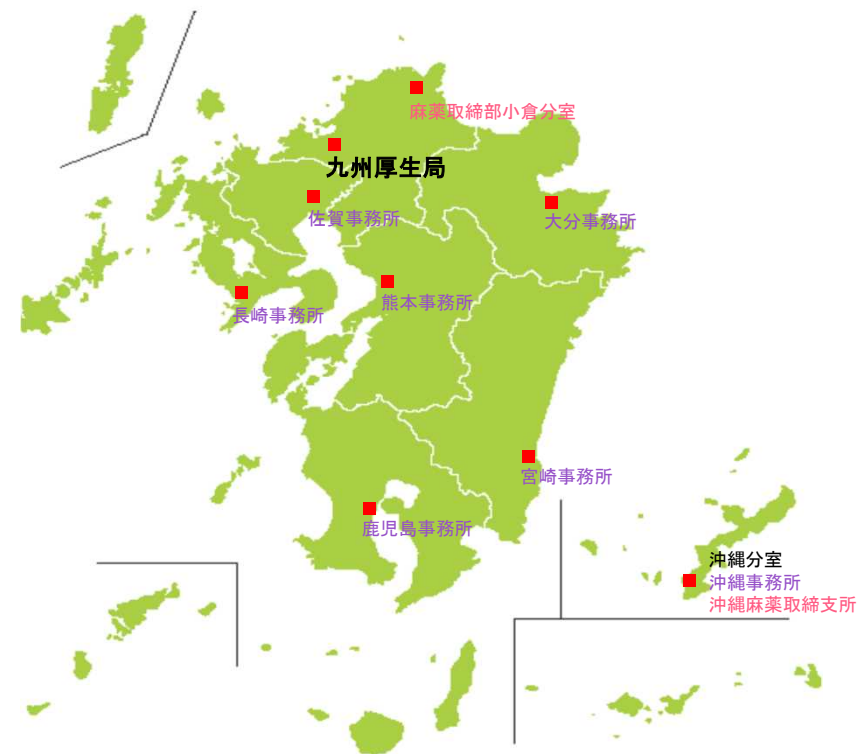 麻薬取締部小倉分室
九州厚生局
佐賀事務所
大分事務所
熊本事務所
長崎事務所
宮崎事務所
鹿児島事務所
沖縄分室
沖縄事務所
沖縄麻薬取締支所